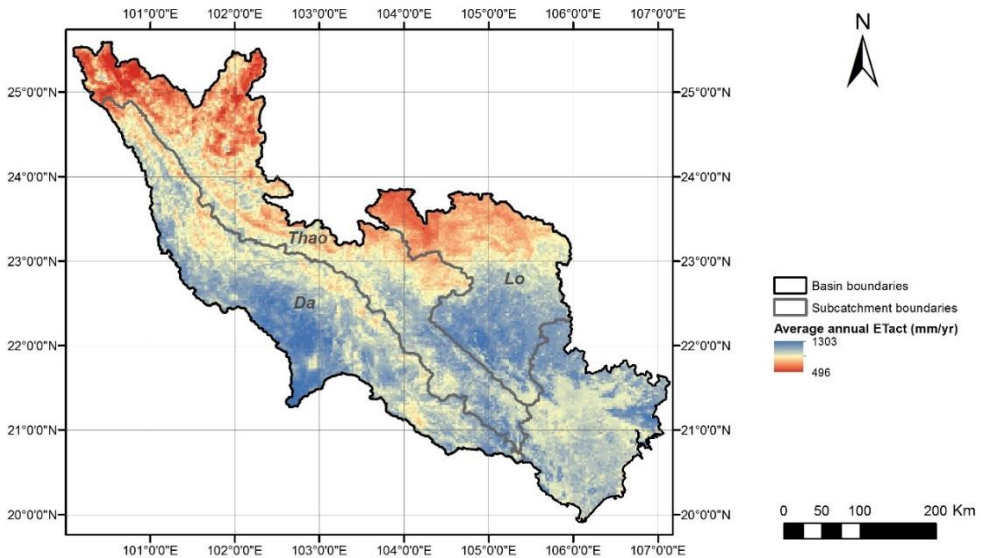 101°0'0"E 102°0'0"E 103°0'0"E 104°0'0"E 105°0'0"E 106°0'0"E 107°0'0"E
N
25°0'0"N 25°0'0"N
24°0'0"N 24°0'0"N
Thao
23°0'0"N 23°0'0"N
Lo
Da
Basin boundaries
Subcatchment boundaries
Average annual ETact (mm/yr)
1303
496
22°0'0"N 22°0'0"N
21°0'0"N 21°0'0"N
20°0'0"N 20°0'0"N
0 50 100 200 Km
101°0'0"E 102°0'0"E 103°0'0"E 104°0'0"E 105°0'0"E 106°0'0"E 107°0'0"E